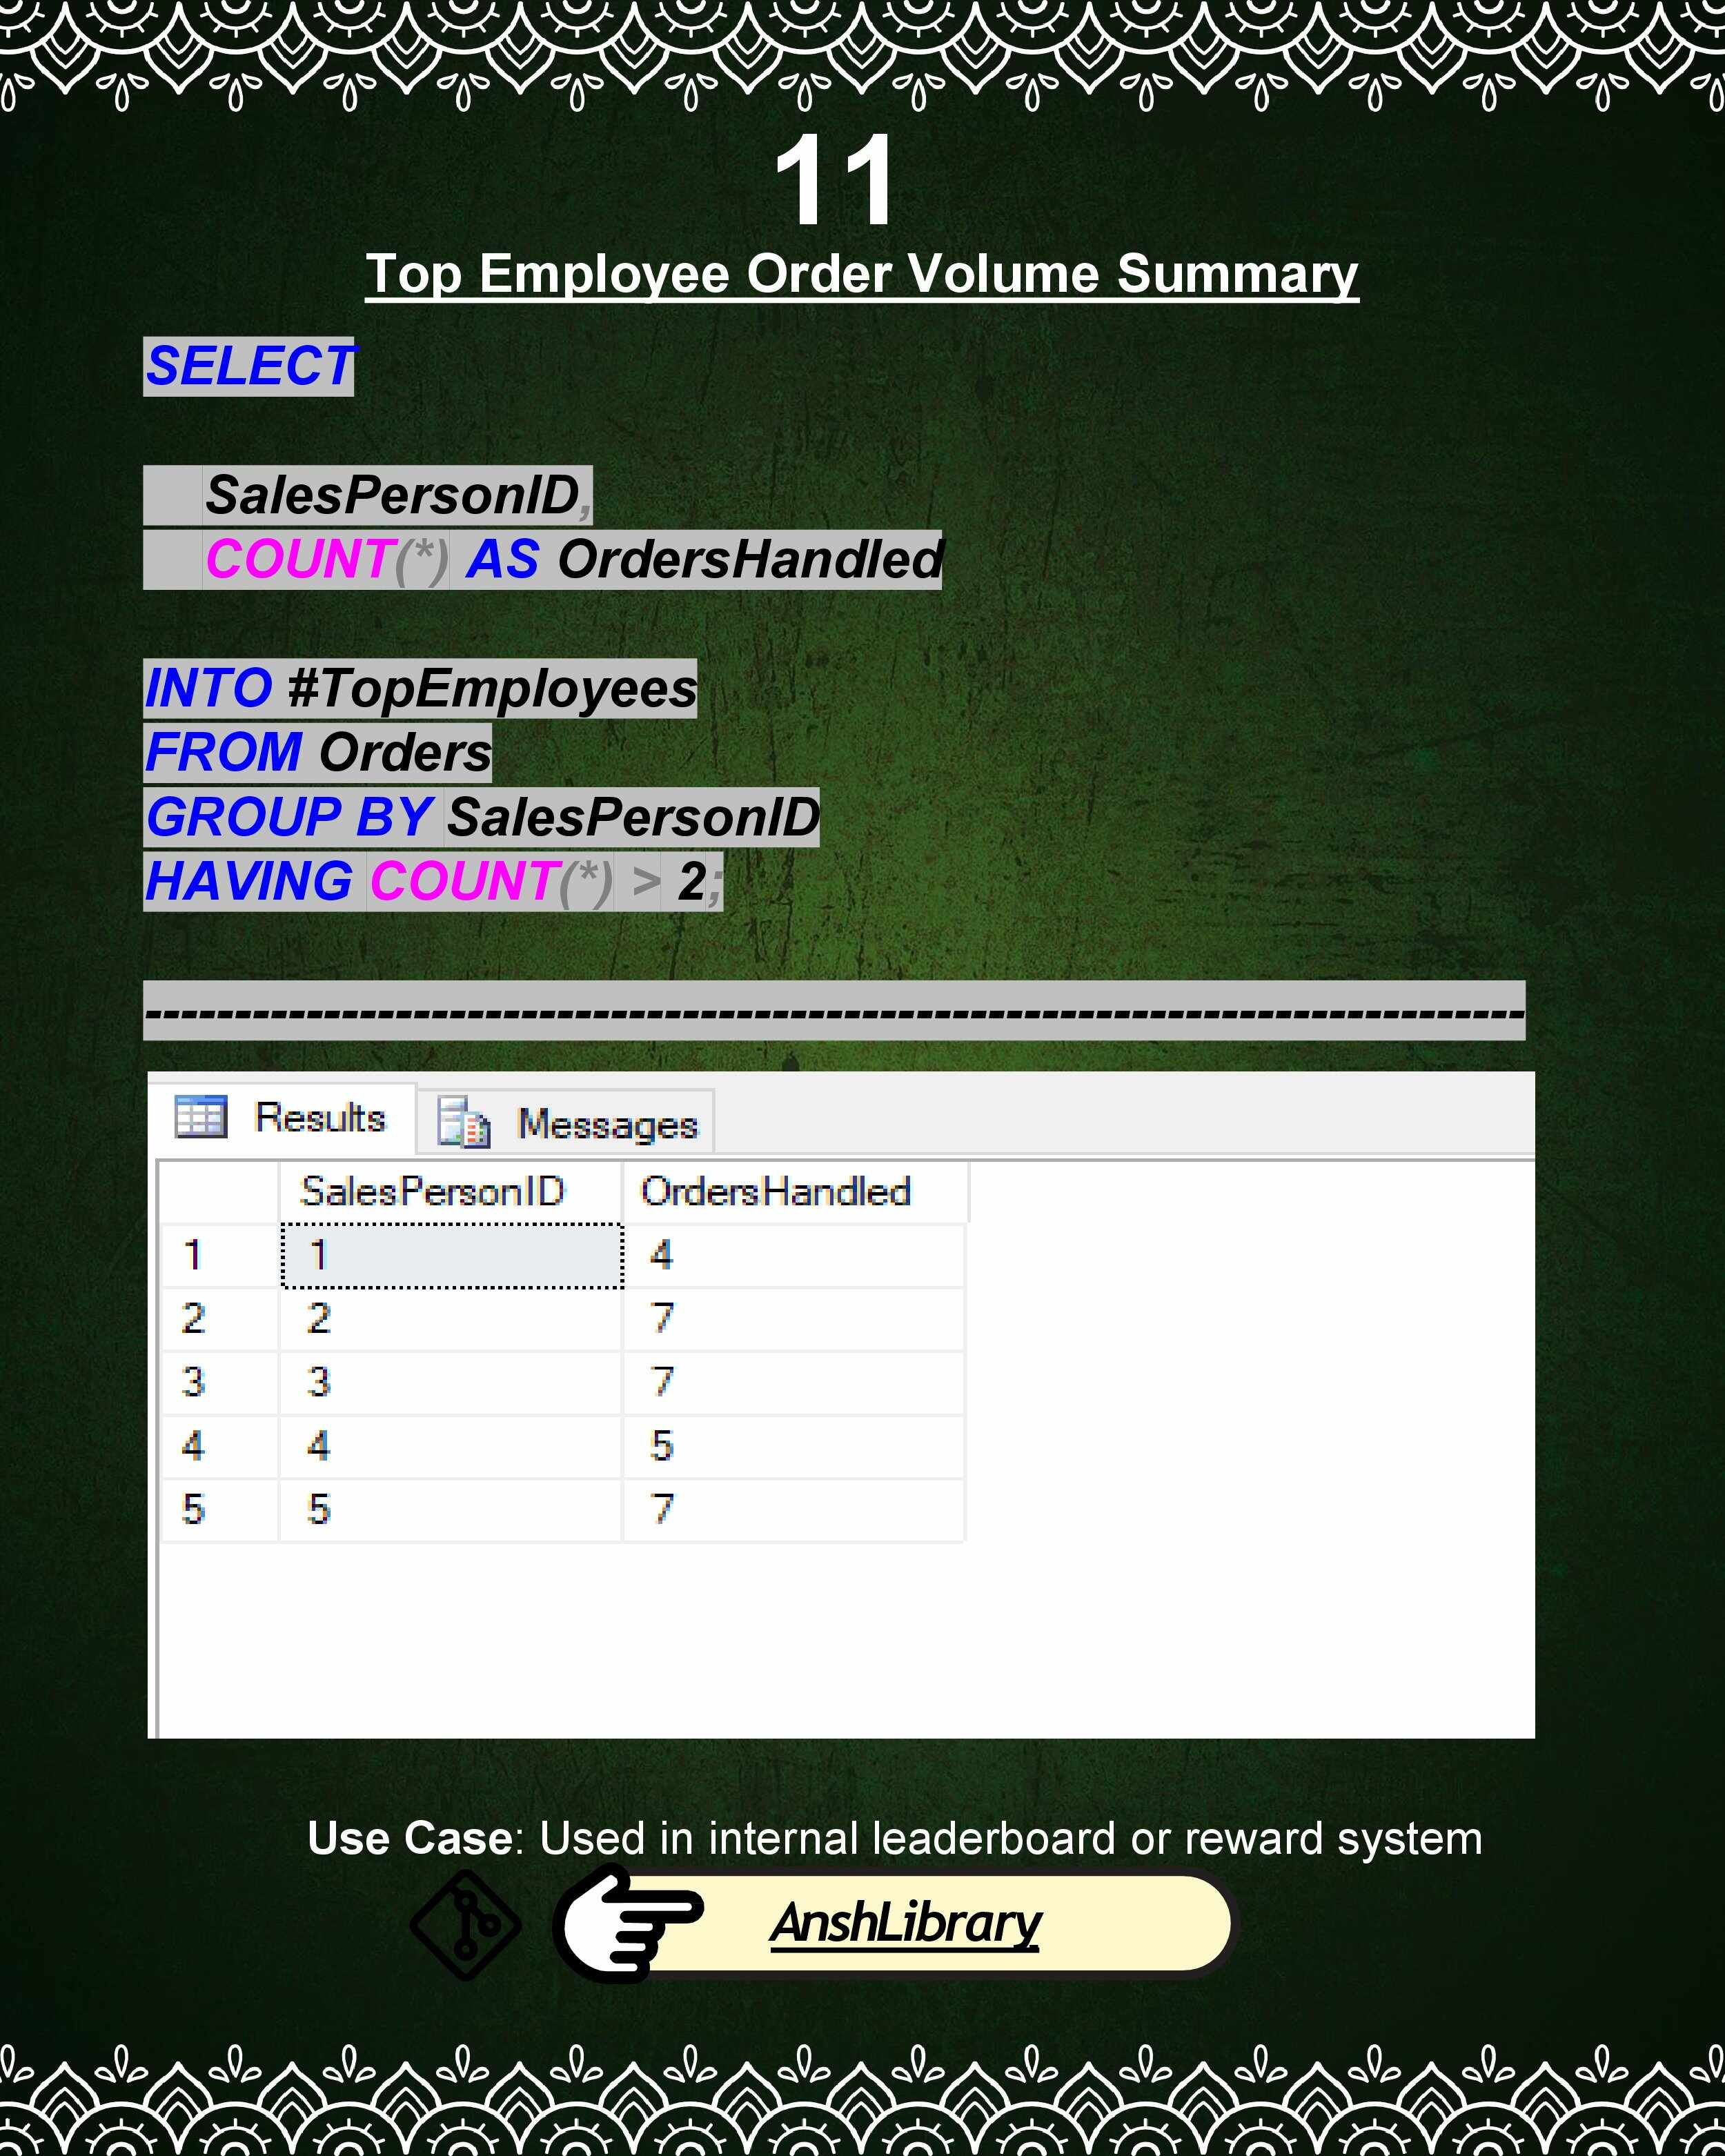 11
Top Employee Order Volume Summary
SELECT
SalesPersonID,
COUNT(*) AS OrdersHandled
INTO #TopEmployees
FROM Orders
GROUP BY SalesPersonID
HAVING COUNT(*) > 2;
-----------------------------------------------------------------------------
Results Messages
SalesPersonID OrdersHandled
1 1 4
2 2 7
3 3 7
4 4 5
5 5 7
Use Case: Used in internal leaderboard or reward system
AnshLibrary